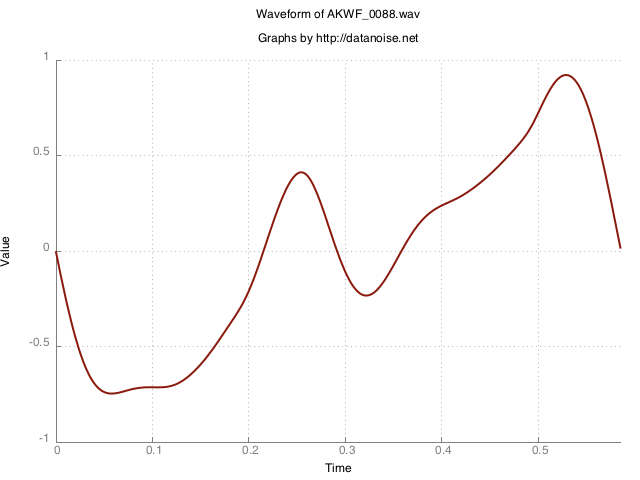 Waveform of AKWF_0088.wav
Graphs by http://datanoise.net
1
0.5
0
-0.5
-1
Value
0 0.1 0.2 0.3 0.4 0.5
Time